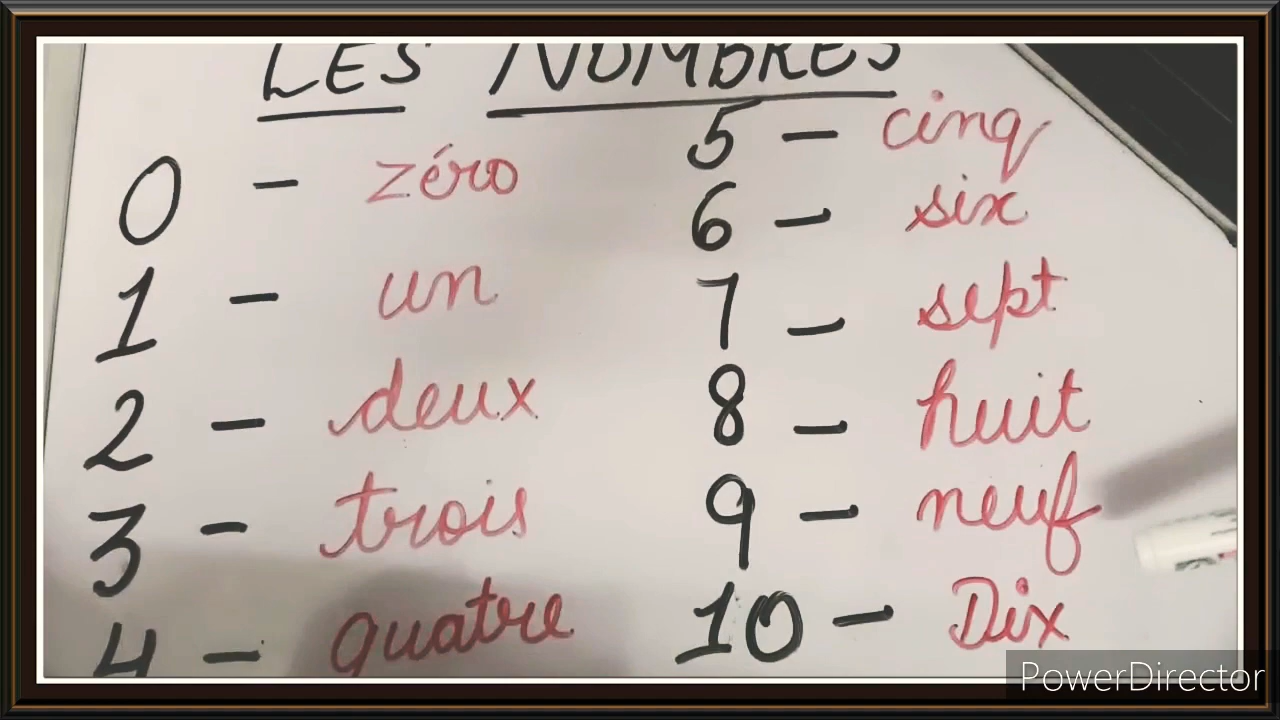 LES NOMBRES
0 - zéro
1 - un
2 - deux
3 - trois
4 - quatre
5 - cinq
6 - six
7 - sept
8 - huit
9 - neuf
10 - Dix
PowerDirector